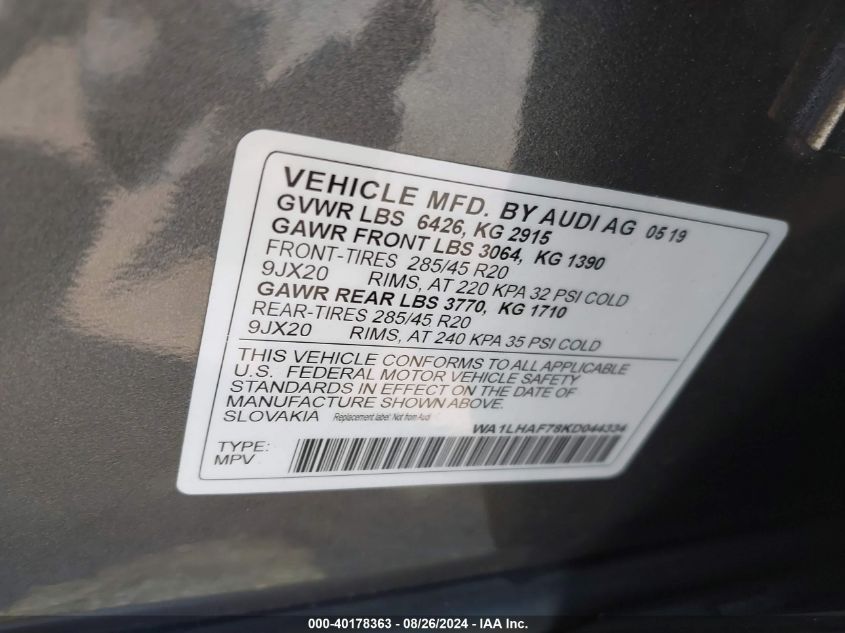 VEHICLE MFD. BY AUDI AG 05 19
GVWR LBS 6426, KG 2915
GAWR FRONT LBS 3064, KG 1390
FRONT-TIRES 285/45 R20
9JX20 RIMS, AT 220 KPA 32 PSI COLD
GAWR REAR LBS 3770, KG 1710
REAR-TIRES 285/45 R20
9JX20 RIMS, AT 240 KPA 35 PSI COLD
THIS VEHICLE CONFORMS TO ALL APPLICABLE
U.S. FEDERAL MOTOR VEHICLE SAFETY
STANDARDS IN EFFECT ON THE DATE OF
MANUFACTURE SHOWN ABOVE.
SLOVAKIA Replacement label: Not from Audi WA1LHAF78KD044334
TYPE:
MPV
000-40178363 - 08/26/2024 - IAA Inc.